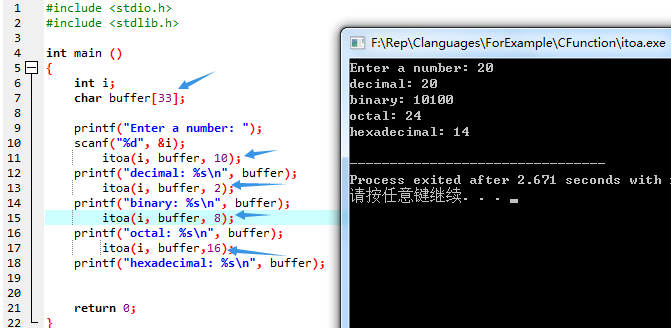 1 #include <stdio.h>
2 #include <stdlib.h>
3
4 int main ()
5 {
6 int i;
7 char buffer[33];
8
9 printf("Enter a number: ");
10 scanf("%d", &i);
11 itoa(i, buffer, 10);
12 printf("decimal: %s\n", buffer);
13 itoa(i, buffer, 2);
14 printf("binary: %s\n", buffer);
15 itoa(i, buffer, 8);
16 printf("octal: %s\n", buffer);
17 itoa(i, buffer,16);
18 printf("hexadecimal: %s\n", buffer);
19
20
21 return 0;
22 }
F:\Rep\Clanguages\ForExample\CFunction\itoa.exe
Enter a number: 20
decimal: 20
binary: 10100
octal: 24
hexadecimal: 14
--------------------------------
Process exited after 2.671 seconds with
请按任意键继续. . .